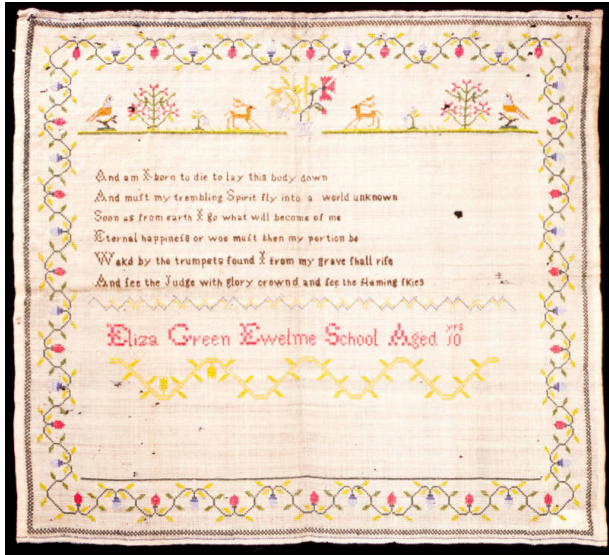 And am I born to die to lay this body down
And muſt my trembling Spirit fly into a world unknown
Soon as from earth I go what will become of me
Eternal happineſs or woe muſt then my portion be
Wakd by the trumpets ſound I from my grave ſhall riſe
And ſee the Judge with glory crownd and ſee the flaming ſkies
Eliza Green Ewelme School Aged 10 yrs